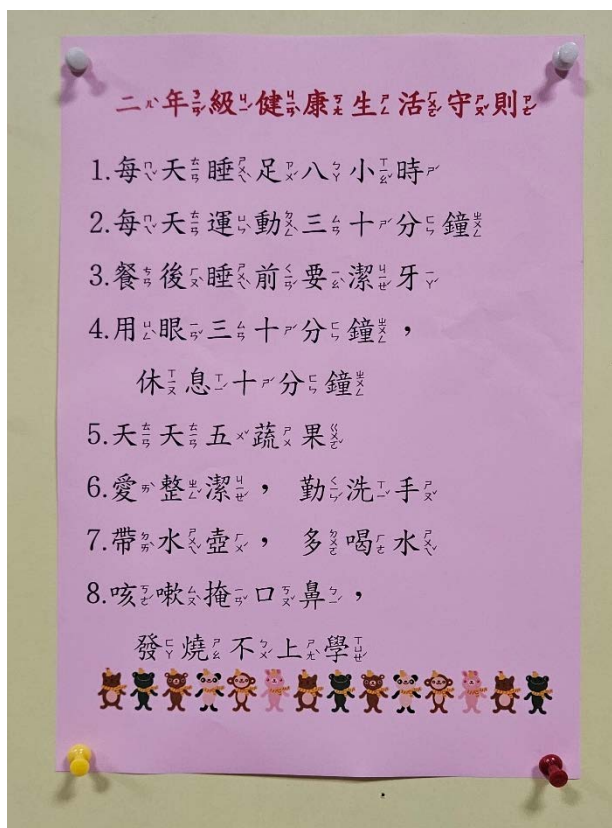 二年級健康生活守則
1.每天睡足八小時
2.每天運動三十分鐘
3.餐後睡前要潔牙
4.用眼三十分鐘，
休息十分鐘
5.天天五蔬果
6.愛整潔， 勤洗手
7.帶水壺， 多喝水
8.咳嗽掩口鼻，
發燒不上學